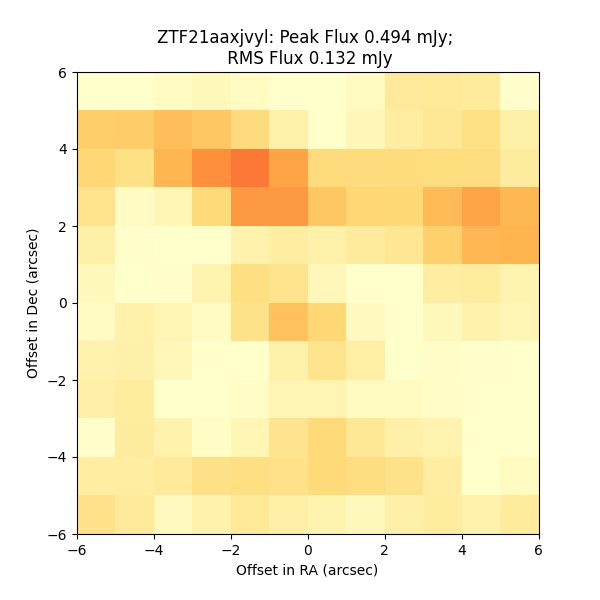 ZTF21aaxjvyl: Peak Flux 0.494 mJy;
RMS Flux 0.132 mJy
6
4
2
0
−2
−4
−6
Offset in Dec (arcsec)
−6 −4 −2 0 2 4 6
Offset in RA (arcsec)